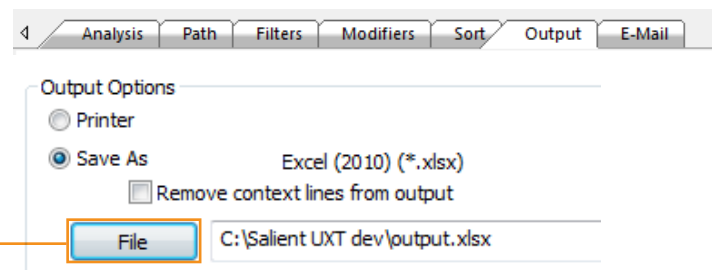 Analysis Path Filters Modifiers Sort Output E-Mail
Output Options
Printer
Save As Excel (2010) (*.xlsx)
Remove context lines from output
File C:\Salient UXT dev\output.xlsx